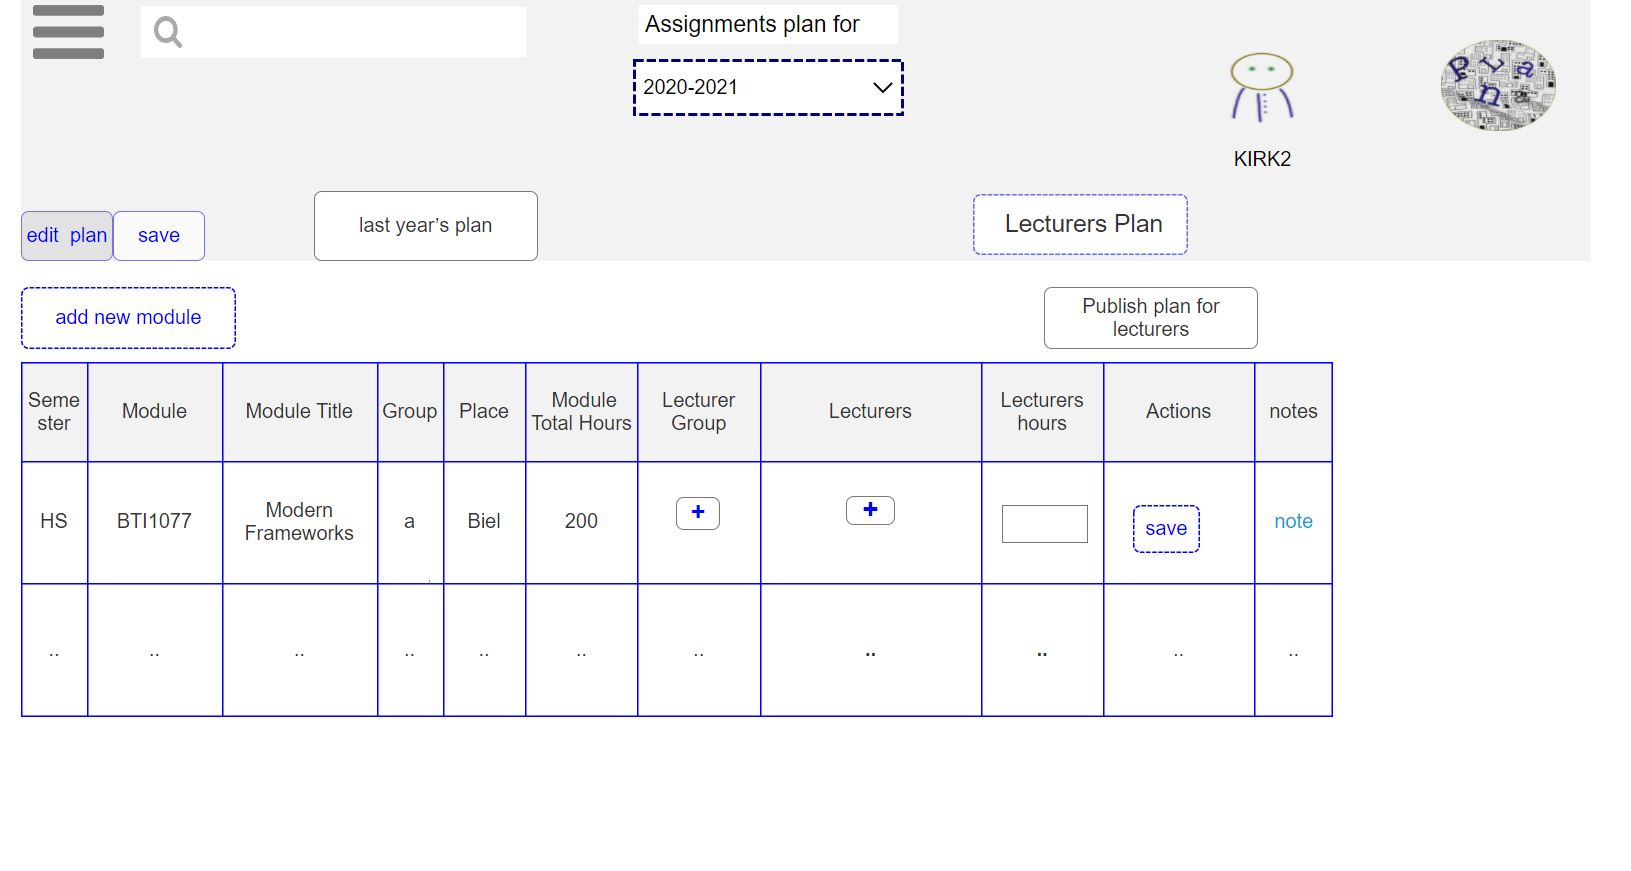 Assignments plan for
2020-2021
P L a n
KIRK2
edit plan
save
last year's plan
Lecturers Plan
add new module
Publish plan for
lecturers
Seme
ster
Module
Module Title
Group
Place
Module
Total Hours
Lecturer
Group
Lecturers
Lecturers
hours
Actions
notes
HS
BTI1077
Modern
Frameworks
a
Biel
200
+
+
save
note
..
..
..
..
..
..
..
..
..
..
..